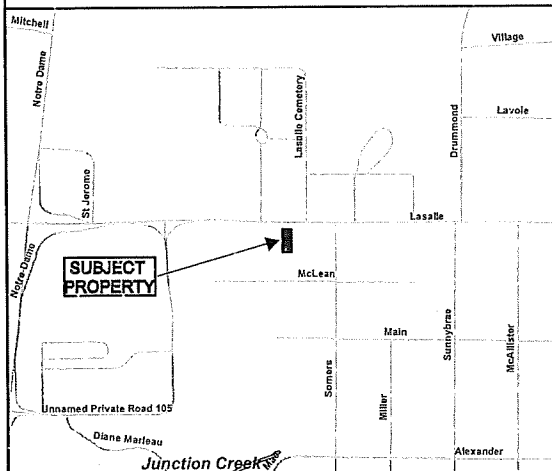 Mitchell
Village
Notre Dame
Lasalle Cemetery
Drummond
Lavoie
St Jerome
Lasalle
Notre-Dame
SUBJECT
PROPERTY
McLean
Main
Somers
Miller
Sunnybrae
McAllister
Unnamed Private Road 105
Diane Marleau
Junction Creek
Main
Alexander